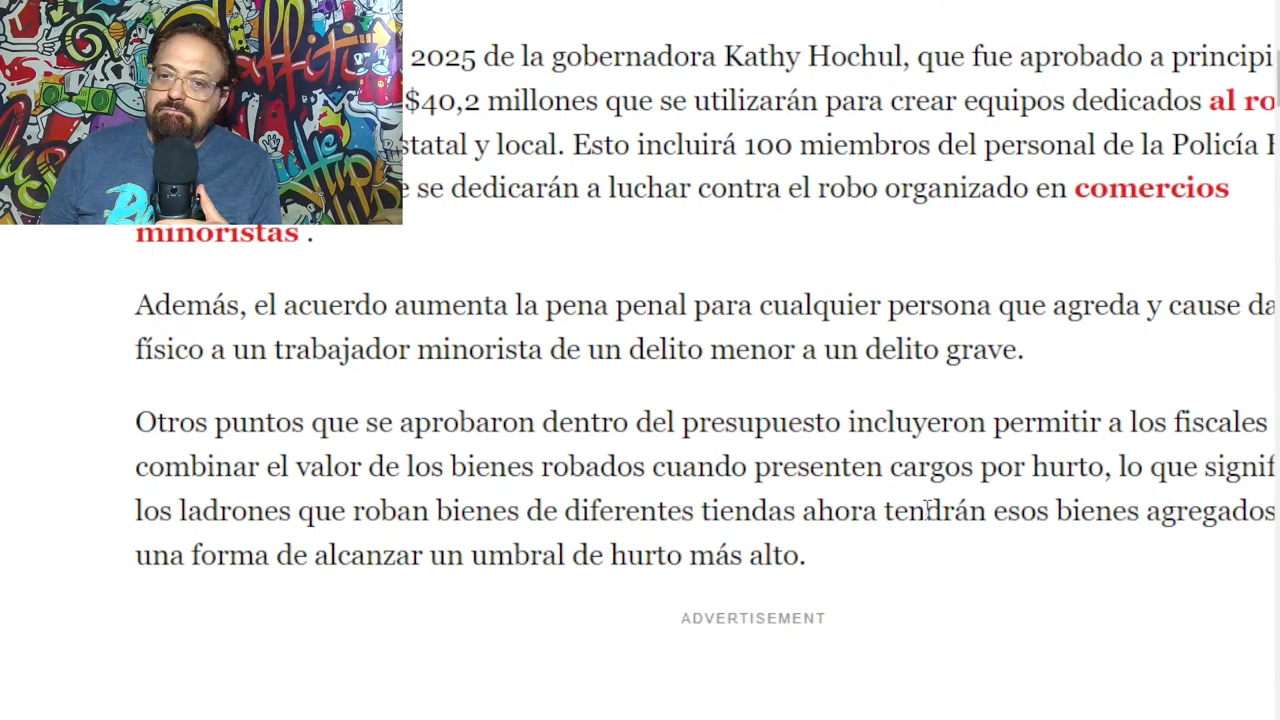 2025 de la gobernadora Kathy Hochul, que fue aprobado a
$40,2 millones que se utilizarán para crear equipos dedicados al
y local. Esto incluirá 100 miembros del personal de la Policía
se dedicarán a luchar contra el robo organizado en comercios
minoristas .
Además, el acuerdo aumenta la pena penal para cualquier persona que agreda y cause
físico a un trabajador minorista de un delito menor a un delito grave.
Otros puntos que se aprobaron dentro del presupuesto incluyeron permitir a los fiscales
combinar el valor de los bienes robados cuando presenten cargos por hurto, lo que
los ladrones que roban bienes de diferentes tiendas ahora tendrán esos bienes agregados
una forma de alcanzar un umbral de hurto más alto.
ADVERTISEMENT